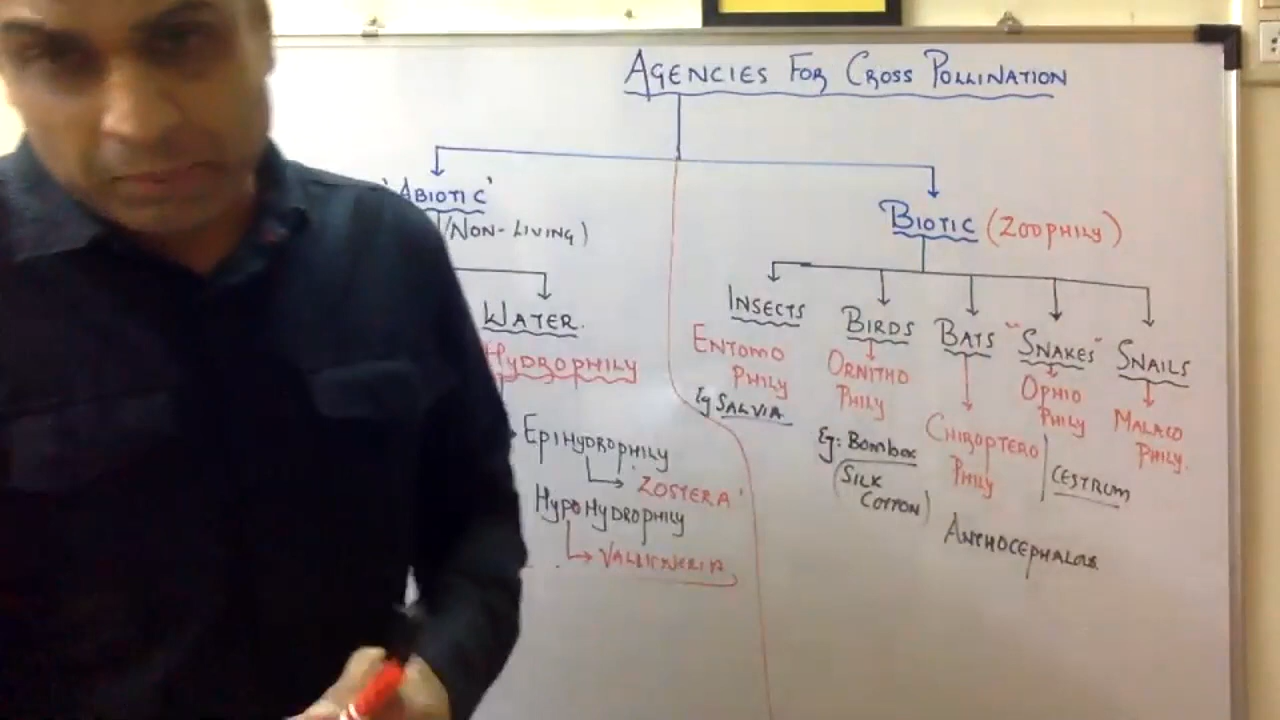 AGENCIES FOR CROSS POLLINATION
'ABIOTIC'
(NON-LIVING)
WATER
HYDROPHILY
EPIHYDROPHILY
ZOSTERA
HYPOHYDROPHILY
VALLISNERIA
BIOTIC (ZOOPHILY)
INSECTS
ENTOMO
PHILY
Eg SALVIA
BIRDS
ORNITHO
PHILY
Eg: Bombax
(SILK
COTTON)
BATS
CHIROPTERO
PHILY
ANTHOCEPHALOUS
"SNAKES"
OPHIO
PHILY
CESTRUM
SNAILS
MALACO
PHILY.